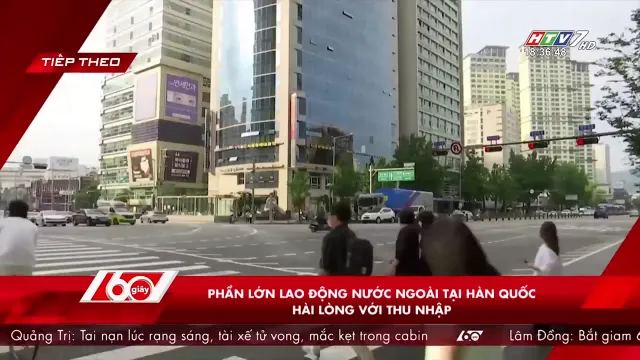 TIẾP THEO
HTV7 HD
18:36:48
60 giây
PHẦN LỚN LAO ĐỘNG NƯỚC NGOÀI TẠI HÀN QUỐC
HÀI LÒNG VỚI THU NHẬP
Quảng Trị: Tai nạn lúc rạng sáng, tài xế tử vong, mắc kẹt trong cabin
60
Lâm Đồng: Bắt giam